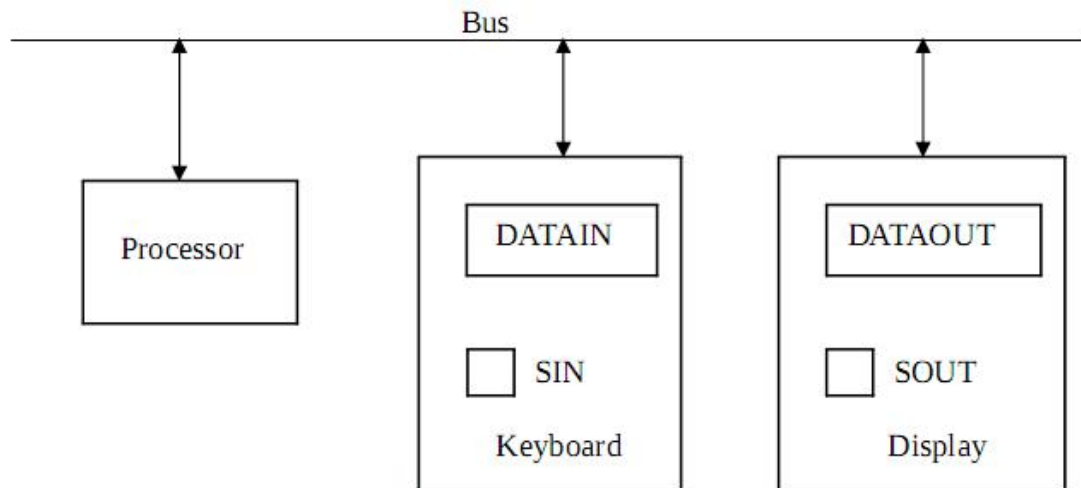 Bus
Processor
DATAIN
DATAOUT
SIN
SOUT
Keyboard
Display